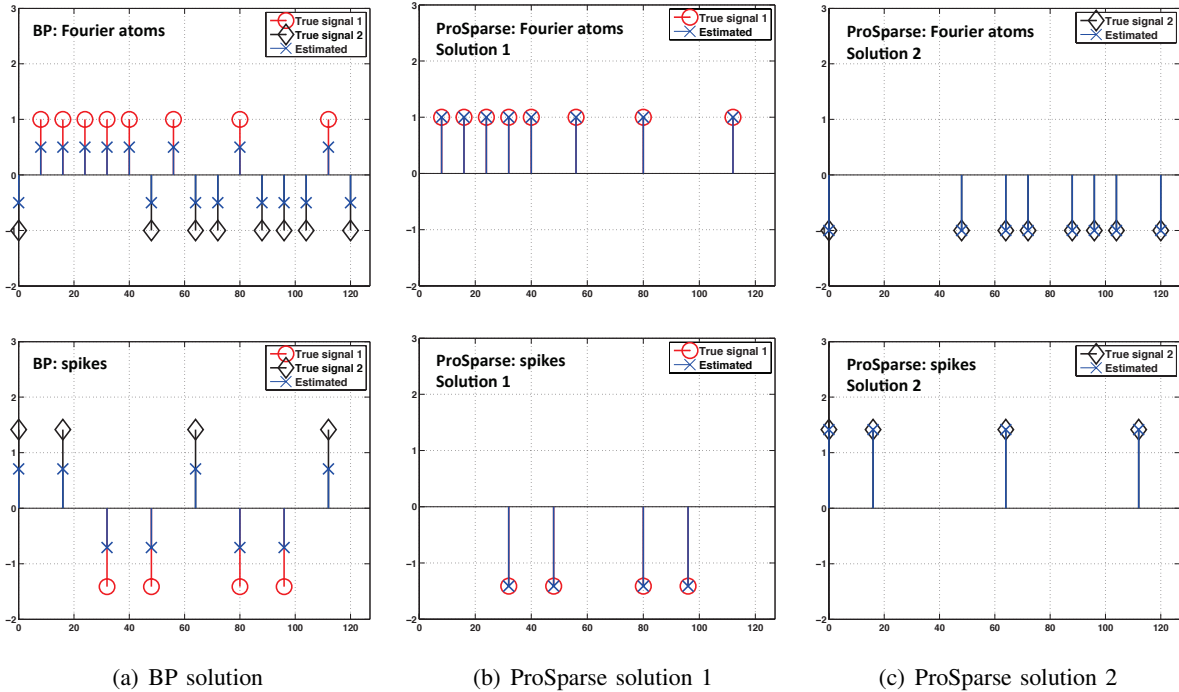 BP: Fourier atoms
True signal 1
True signal 2
Estimated
3
2
1
0
−1
−2
0 20 40 60 80 100 120
ProSparse: Fourier atoms
Solution 1
True signal 1
Estimated
3
2
1
0
−1
−2
0 20 40 60 80 100 120
ProSparse: Fourier atoms
Solution 2
True signal 2
Estimated
3
2
1
0
−1
−2
0 20 40 60 80 100 120
BP: spikes
True signal 1
True signal 2
Estimated
3
2
1
0
−1
−2
0 20 40 60 80 100 120
ProSparse: spikes
Solution 1
True signal 1
Estimated
3
2
1
0
−1
−2
0 20 40 60 80 100 120
ProSparse: spikes
Solution 2
True signal 2
Estimated
3
2
1
0
−1
−2
0 20 40 60 80 100 120
(a) BP solution
(b) ProSparse solution 1
(c) ProSparse solution 2